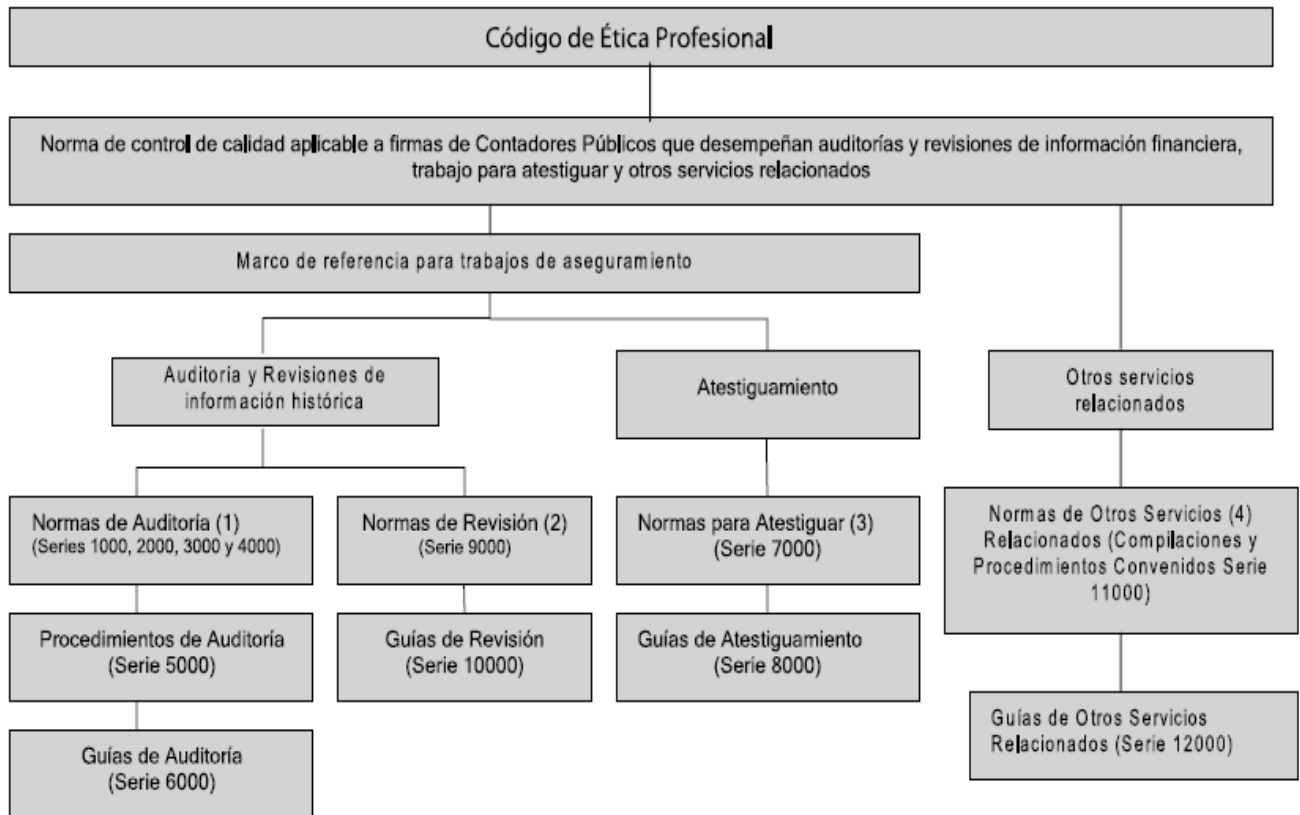 Código de Ética Profesional
Norma de control de calidad aplicable a firmas de Contadores Públicos que desempeñan auditorías y revisiones de información financiera,
trabajo para atestiguar y otros servicios relacionados
Marco de referencia para trabajos de aseguramiento
Auditoría y Revisiones de
información histórica
Atestiguamiento
Otros servicios
relacionados
Normas de Auditoría (1)
(Series 1000, 2000, 3000 y 4000)
Normas de Revisión (2)
(Serie 9000)
Normas para Atestiguar (3)
(Serie 7000)
Normas de Otros Servicios (4)
Relacionados (Compilaciones y
Procedimientos Convenidos Serie
11000)
Procedimientos de Auditoría
(Serie 5000)
Guías de Revisión
(Serie 10000)
Guías de Atestiguamiento
(Serie 8000)
Guías de Otros Servicios
Relacionados (Serie 12000)
Guías de Auditoría
(Serie 6000)